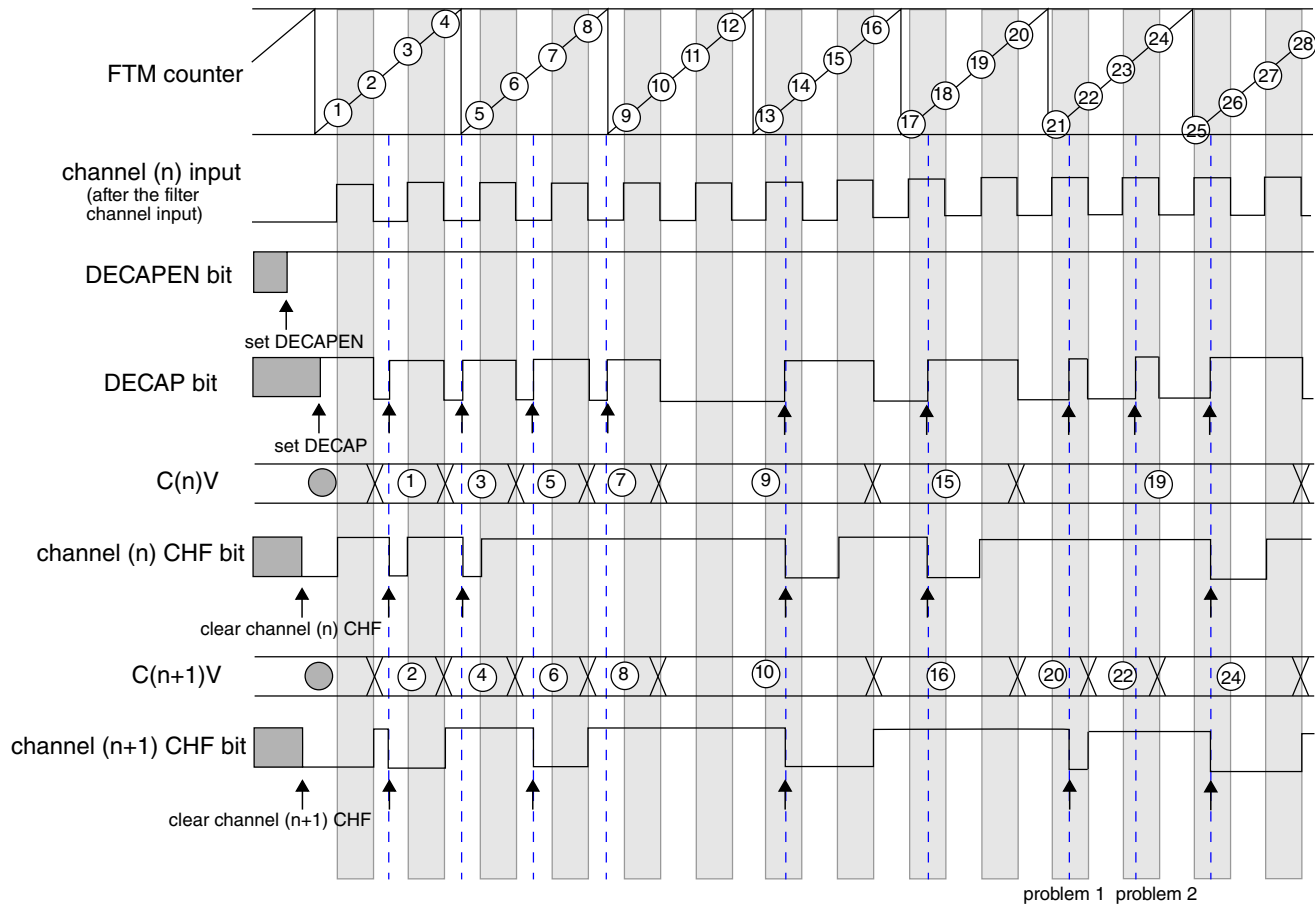 4 8 12 16 20 24 28
3 7 11 15 19 23 27
FTM counter
2 6 10 14 18 22 26
1 5 9 13 17 21 25
channel (n) input
(after the filter
channel input)
DECAPEN bit
set DECAPEN
DECAP bit
set DECAP
C(n)V 1 3 5 7 9 15 19
channel (n) CHF bit
clear channel (n) CHF
C(n+1)V 2 4 6 8 10 16 20 22 24
channel (n+1) CHF bit
clear channel (n+1) CHF
problem 1 problem 2